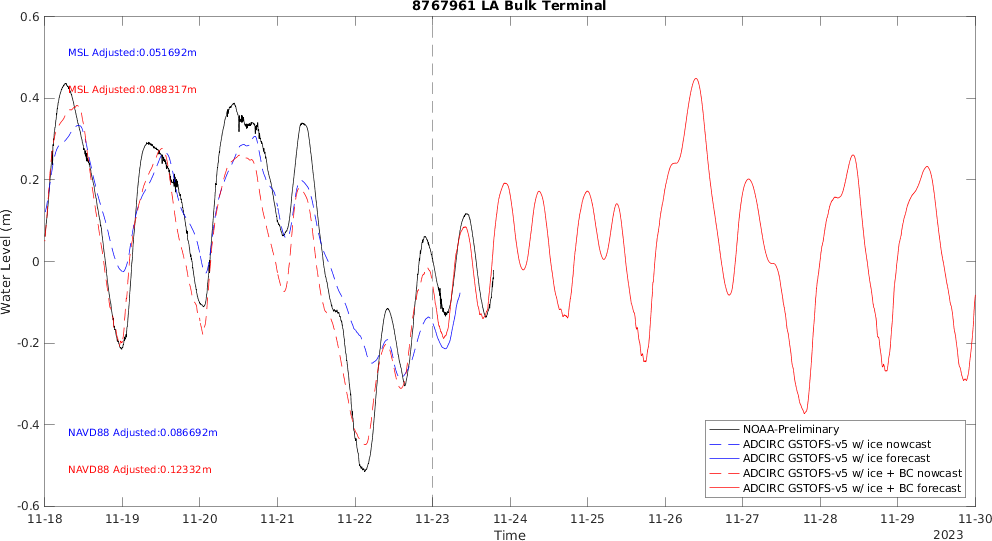 8767961 LA Bulk Terminal
0.6
0.4
0.2
0
-0.2
-0.4
-0.6
Water Level (m)
MSL Adjusted:0.051692m
MSL Adjusted:0.088317m
NAVD88 Adjusted:0.086692m
NAVD88 Adjusted:0.12332m
NOAA-Preliminary
ADCIRC GSTOFS-v5 w/ ice nowcast
ADCIRC GSTOFS-v5 w/ ice forecast
ADCIRC GSTOFS-v5 w/ ice + BC nowcast
ADCIRC GSTOFS-v5 w/ ice + BC forecast
11-18 11-19 11-20 11-21 11-22 11-23 11-24 11-25 11-26 11-27 11-28 11-29 11-30
Time
2023